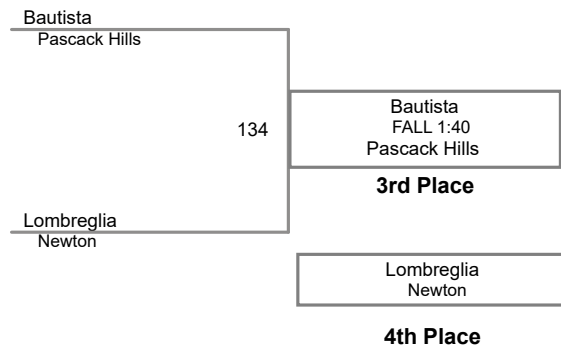 Bautista
Pascack Hills
134
Bautista
FALL 1:40
Pascack Hills
3rd Place
Lombreglia
Newton
Lombreglia
Newton
4th Place